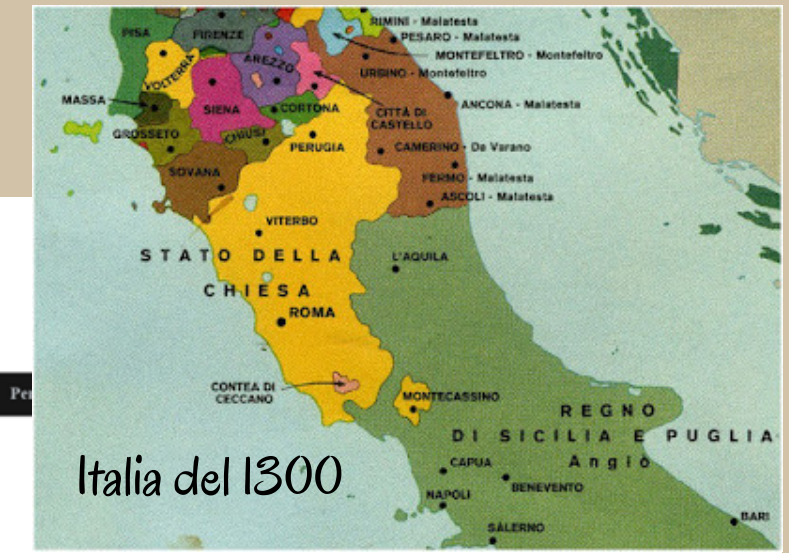 RIMINI - Malatesta
PISA
FIRENZE
PESARO - Malatesta
MONTEFELTRO - Montefeltro
AREZZO
VOLTERRA
URBINO - Montefeltro
MASSA
SIENA
CORTONA
CITTÀ DI
CASTELLO
ANCONA - Malatesta
GROSSETO
CHIUSI
PERUGIA
CAMERINO - Da Varano
SOVANA
FERMO - Malatesta
ASCOLI - Malatesta
VITERBO
STATO DELLA
CHIESA
L'AQUILA
ROMA
CONTEA DI
CECCANO
MONTECASSINO
REGNO
DI SICILIA E PUGLIA
Angiò
CAPUA
BENEVENTO
NAPOLI
BARI
SALERNO
Italia del 1300